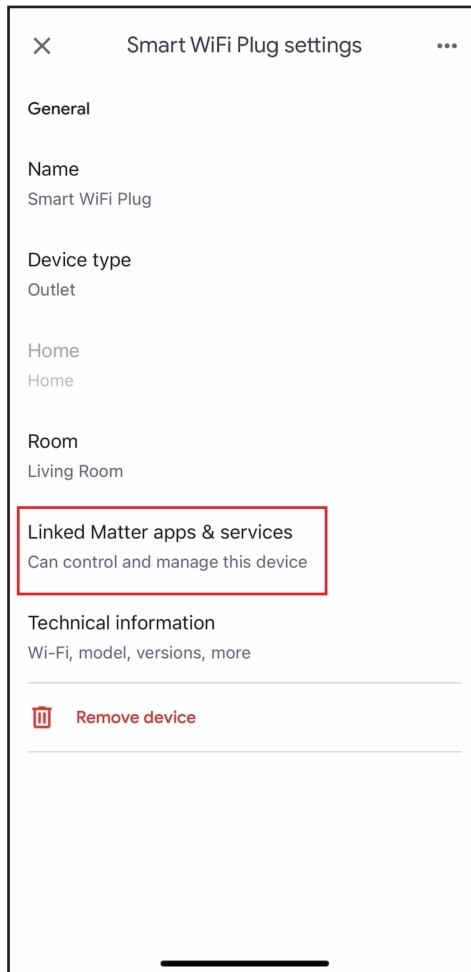 Smart WiFi Plug settings
General
Name
Smart WiFi Plug
Device type
Outlet
Home
Home
Room
Living Room
Linked Matter apps & services
Can control and manage this device
Technical information
Wi-Fi, model, versions, more
Remove device